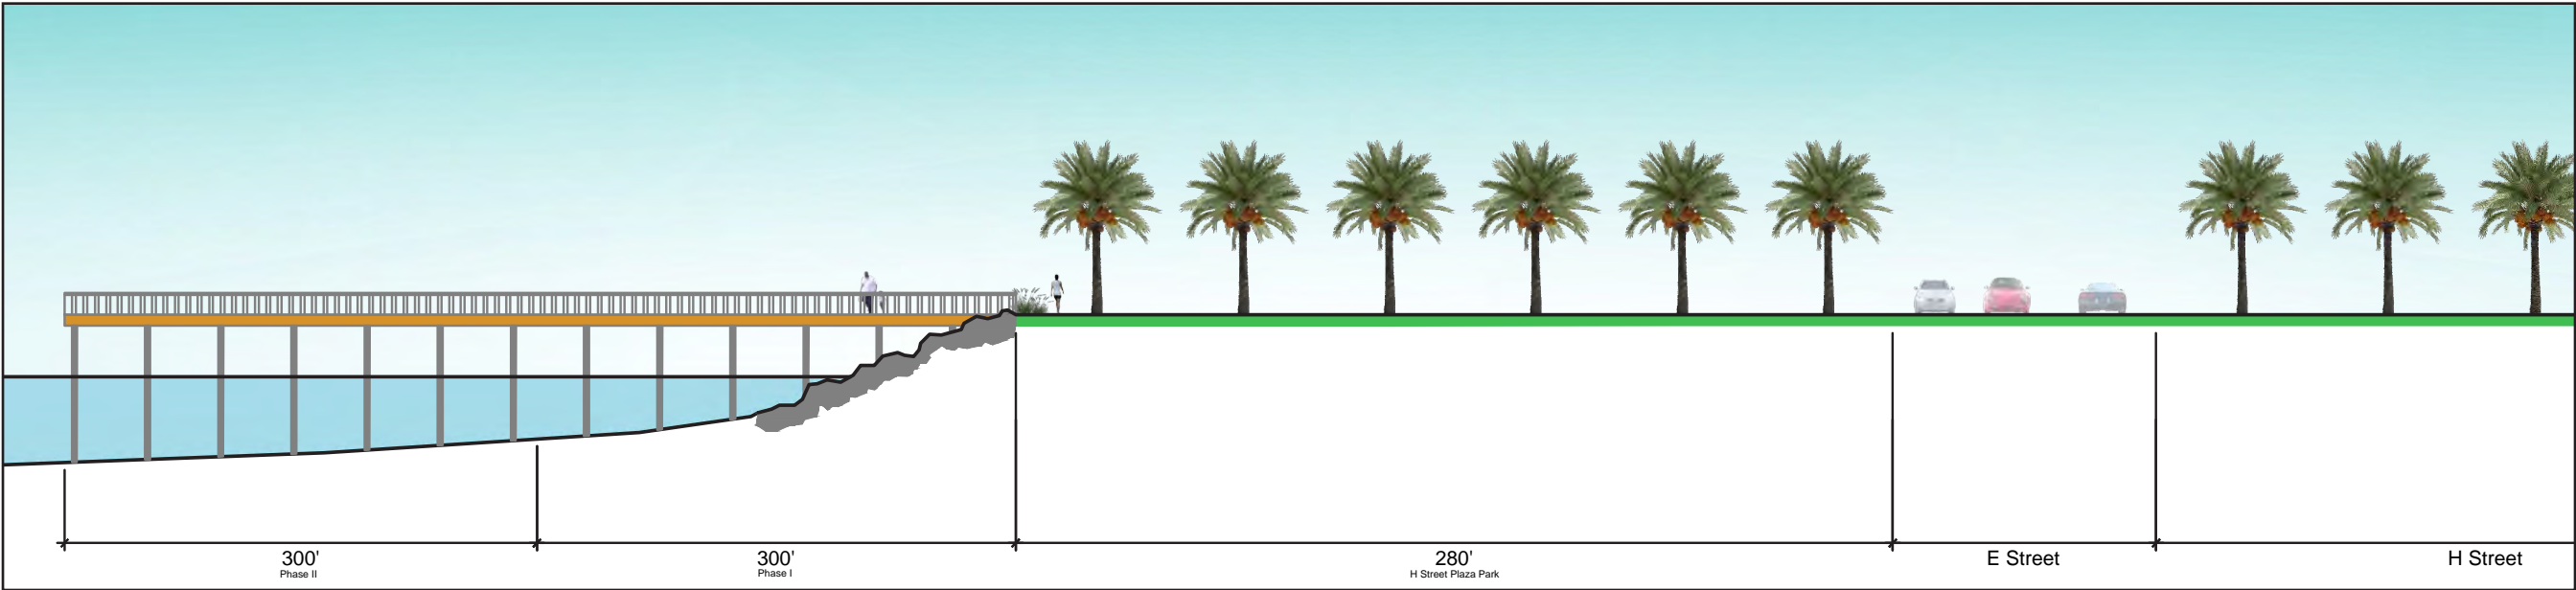 300'
Phase II
300'
Phase I
280'
H Street Plaza Park
E Street
H Street